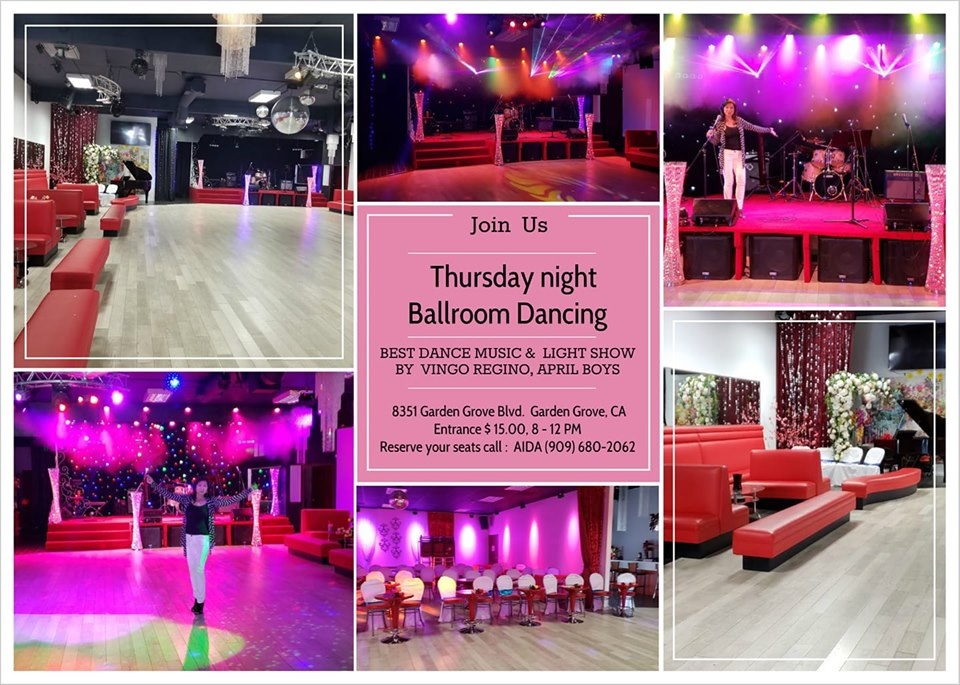 Join Us
Thursday night
Ballroom Dancing
BEST DANCE MUSIC & LIGHT SHOW
BY VINGO REGINO, APRIL BOYS
8351 Garden Grove Blvd. Garden Grove, CA
Entrance $ 15.00, 8 - 12 PM
Reserve your seats call : AIDA (909) 680-2062